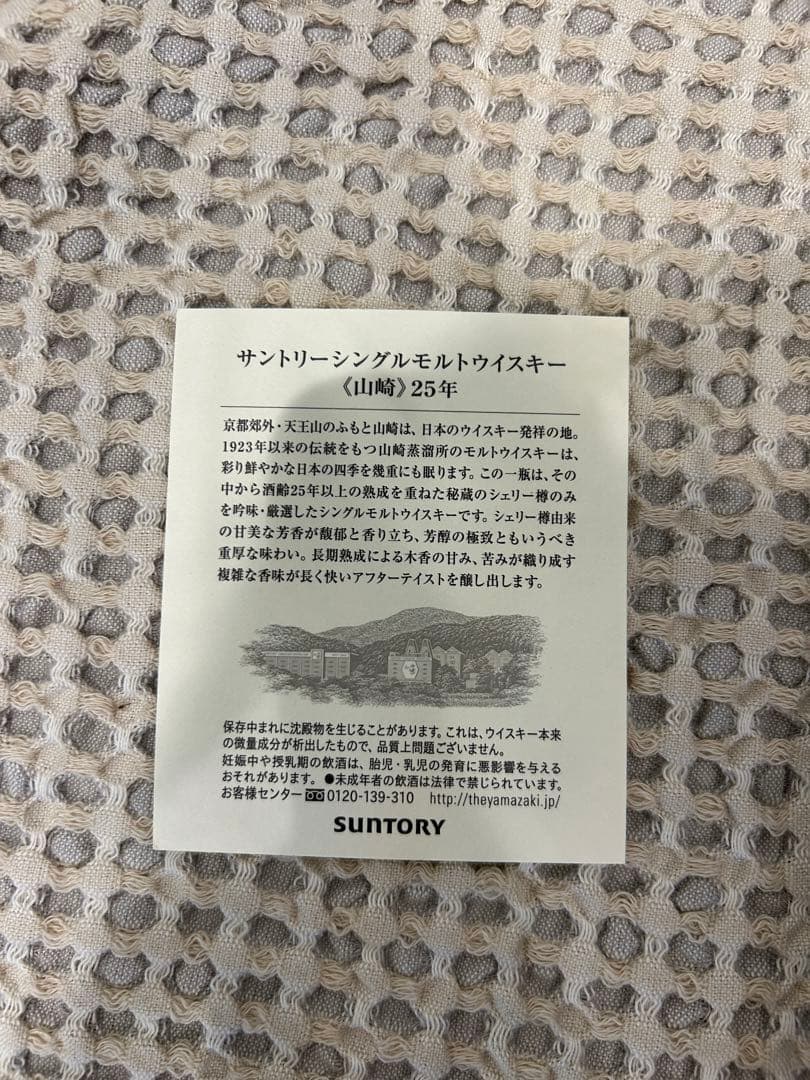 サントリーシングルモルトウイスキー
《山崎》25年
京都郊外・天王山のふもと山崎は、日本のウイスキー発祥の地。
1923年以来の伝統をもつ山崎蒸溜所のモルトウイスキーは、
彩り鮮やかな日本の四季を幾重にも眠ります。この一瓶は、その
中から酒齢25年以上の熟成を重ねた秘蔵のシェリー樽のみ
を吟味・厳選したシングルモルトウイスキーです。シェリー樽由来
の甘美な芳香が馥郁と香り立ち、芳醇の極致ともいうべき
重厚な味わい。長期熟成による木香の甘み、苦みが織り成す
複雑な香味が長く快いアフターテイストを醸し出します。
保存中まれに沈殿物を生じることがあります。これは、ウイスキー本来
の微量成分が析出したもので、品質上問題ございません。
妊娠中や授乳期の飲酒は、胎児・乳児の発育に悪影響を与える
おそれがあります。●未成年者の飲酒は法律で禁じられています。
お客様センター 0120-139-310 http://theyamazaki.jp/
SUNTORY